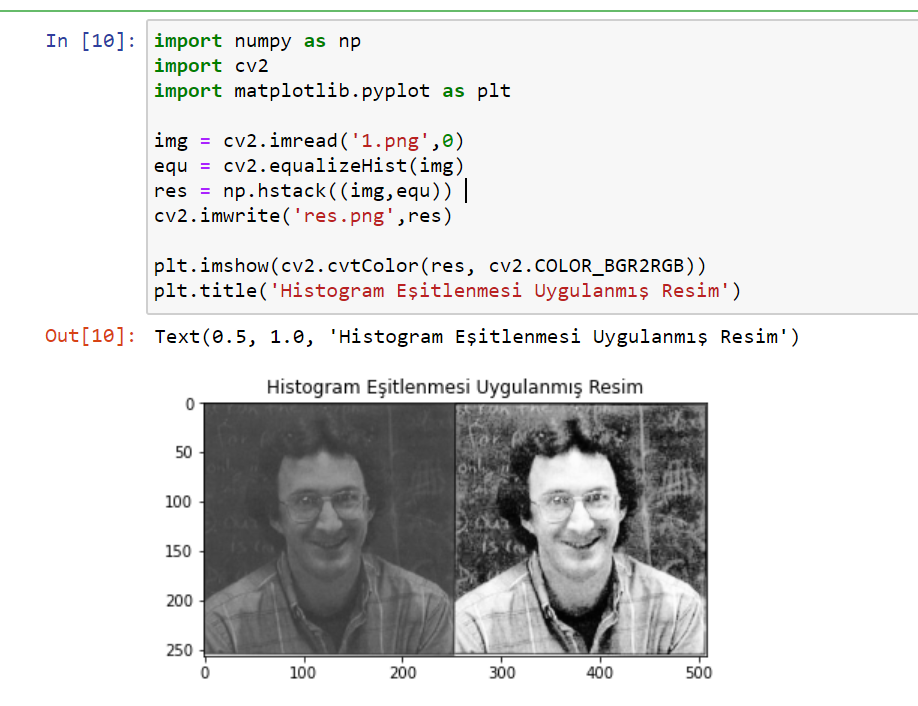 In [10]:
import numpy as np
import cv2
import matplotlib.pyplot as plt
img = cv2.imread('1.png',0)
equ = cv2.equalizeHist(img)
res = np.hstack((img,equ))
cv2.imwrite('res.png',res)
plt.imshow(cv2.cvtColor(res, cv2.COLOR_BGR2RGB))
plt.title('Histogram Eşitlenmesi Uygulanmış Resim')
Out[10]:
Text(0.5, 1.0, 'Histogram Eşitlenmesi Uygulanmış Resim')
Histogram Eşitlenmesi Uygulanmış Resim
0
50
100
150
200
250
0 100 200 300 400 500